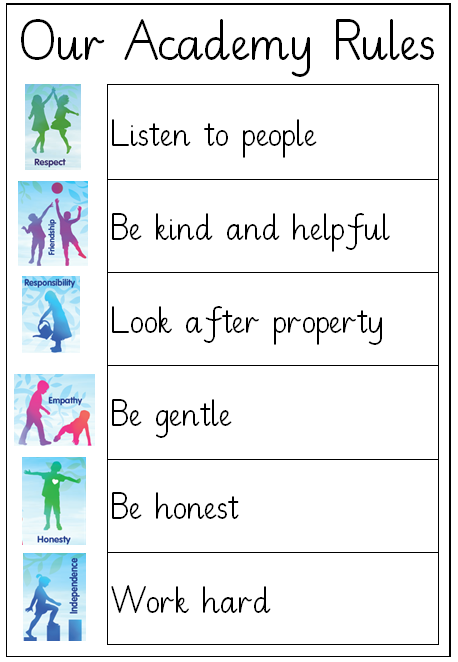 Our Academy Rules
Respect
Listen to people
Friendship
Be kind and helpful
Responsibility
Look after property
Empathy
Be gentle
Honesty
Be honest
Independence
Work hard